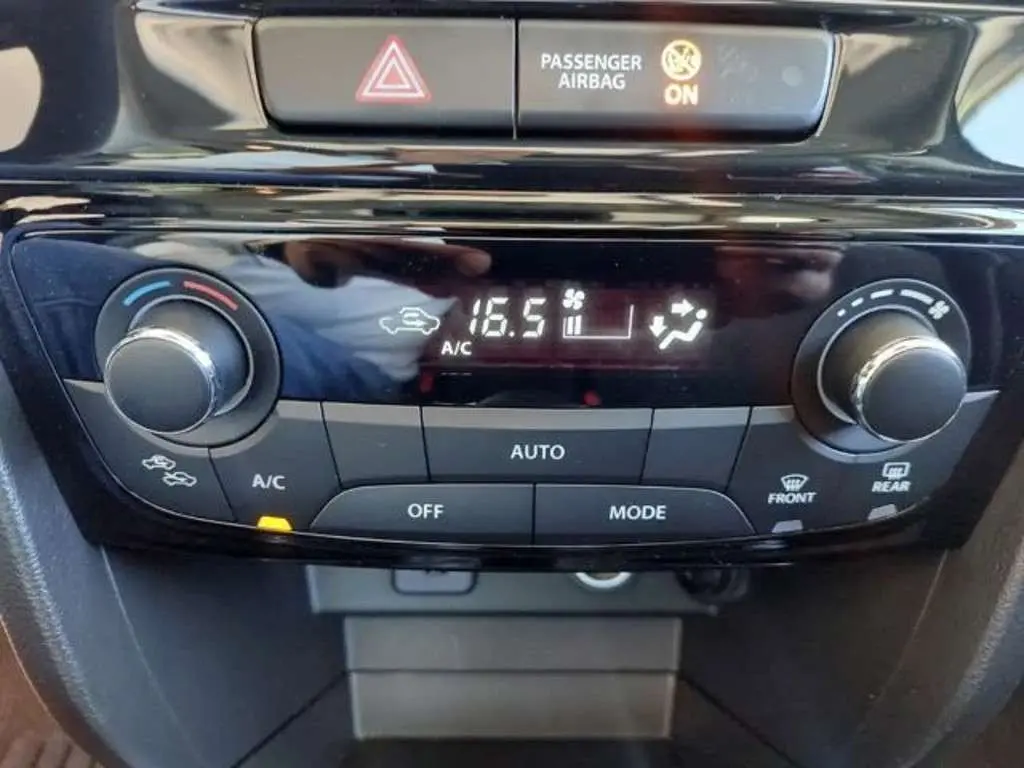 PASSENGER
AIRBAG
ON
16.5
A/C
AUTO
A/C
OFF
MODE
FRONT
REAR